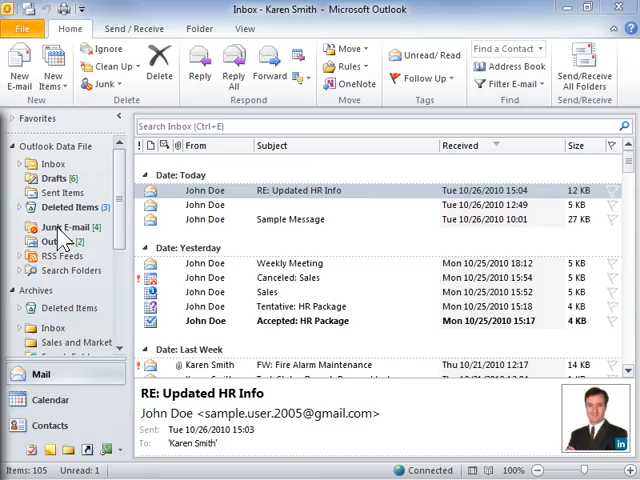 Inbox - Karen Smith - Microsoft Outlook
File Home Send / Receive Folder View
New E-mail
New Items
New
Ignore
Clean Up
Junk
Delete
Delete
Reply
Reply All
Forward
Respond
Move
Rules
OneNote
Move
Unread/ Read
Follow Up
Tags
Find a Contact
Address Book
Filter E-mail
Find
Send/Receive All Folders
Send/Receive
Favorites
Outlook Data File
Inbox
Drafts [6]
Sent Items
Deleted Items (3)
Junk E-mail [4]
[2]
RSS Feeds
Search Folders
Archives
Deleted Items
Inbox
Sales and Market
Mail
Calendar
Contacts
Search Inbox (Ctrl+E)
! From Subject Received Size
Date: Today
John Doe RE: Updated HR Info Tue 10/26/2010 15:04 12 KB
John Doe Tue 10/26/2010 12:49 5 KB
John Doe Sample Message Tue 10/26/2010 10:01 27 KB
Date: Yesterday
John Doe Weekly Meeting Mon 10/25/2010 18:12 5 KB
John Doe Canceled: Sales Mon 10/25/2010 15:22 5 KB
John Doe Sales Mon 10/25/2010 15:22 5 KB
John Doe Tentative: HR Package Mon 10/25/2010 15:18 4 KB
John Doe Accepted: HR Package Mon 10/25/2010 15:17 4 KB
Date: Last Week
Karen Smith FW: Fire Alarm Maintenance Thu 10/21/2010 12:17 14 KB
RE: Updated HR Info
John Doe <sample.user.2005@gmail.com>
Sent: Tue 10/26/2010 15:03
To: 'Karen Smith'
in
Items: 105 Unread: 1 Connected 100%